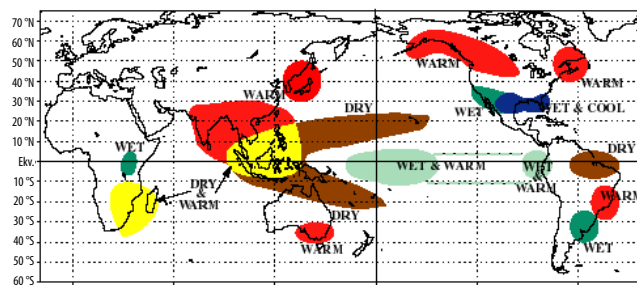 70 °N
60 °N
50 °N
WARM
40 °N
WARM
WARM
30 °N
DRY
WET
WET & COOL
20 °N
10 °N
WET
DRY
Ekv.
WET & WARM
WET
&
WARM
10 °S
DRY
&
WARM
WARM
20 °S
DRY
30 °S
WARM
WET
40 °S
50 °S
60 °S